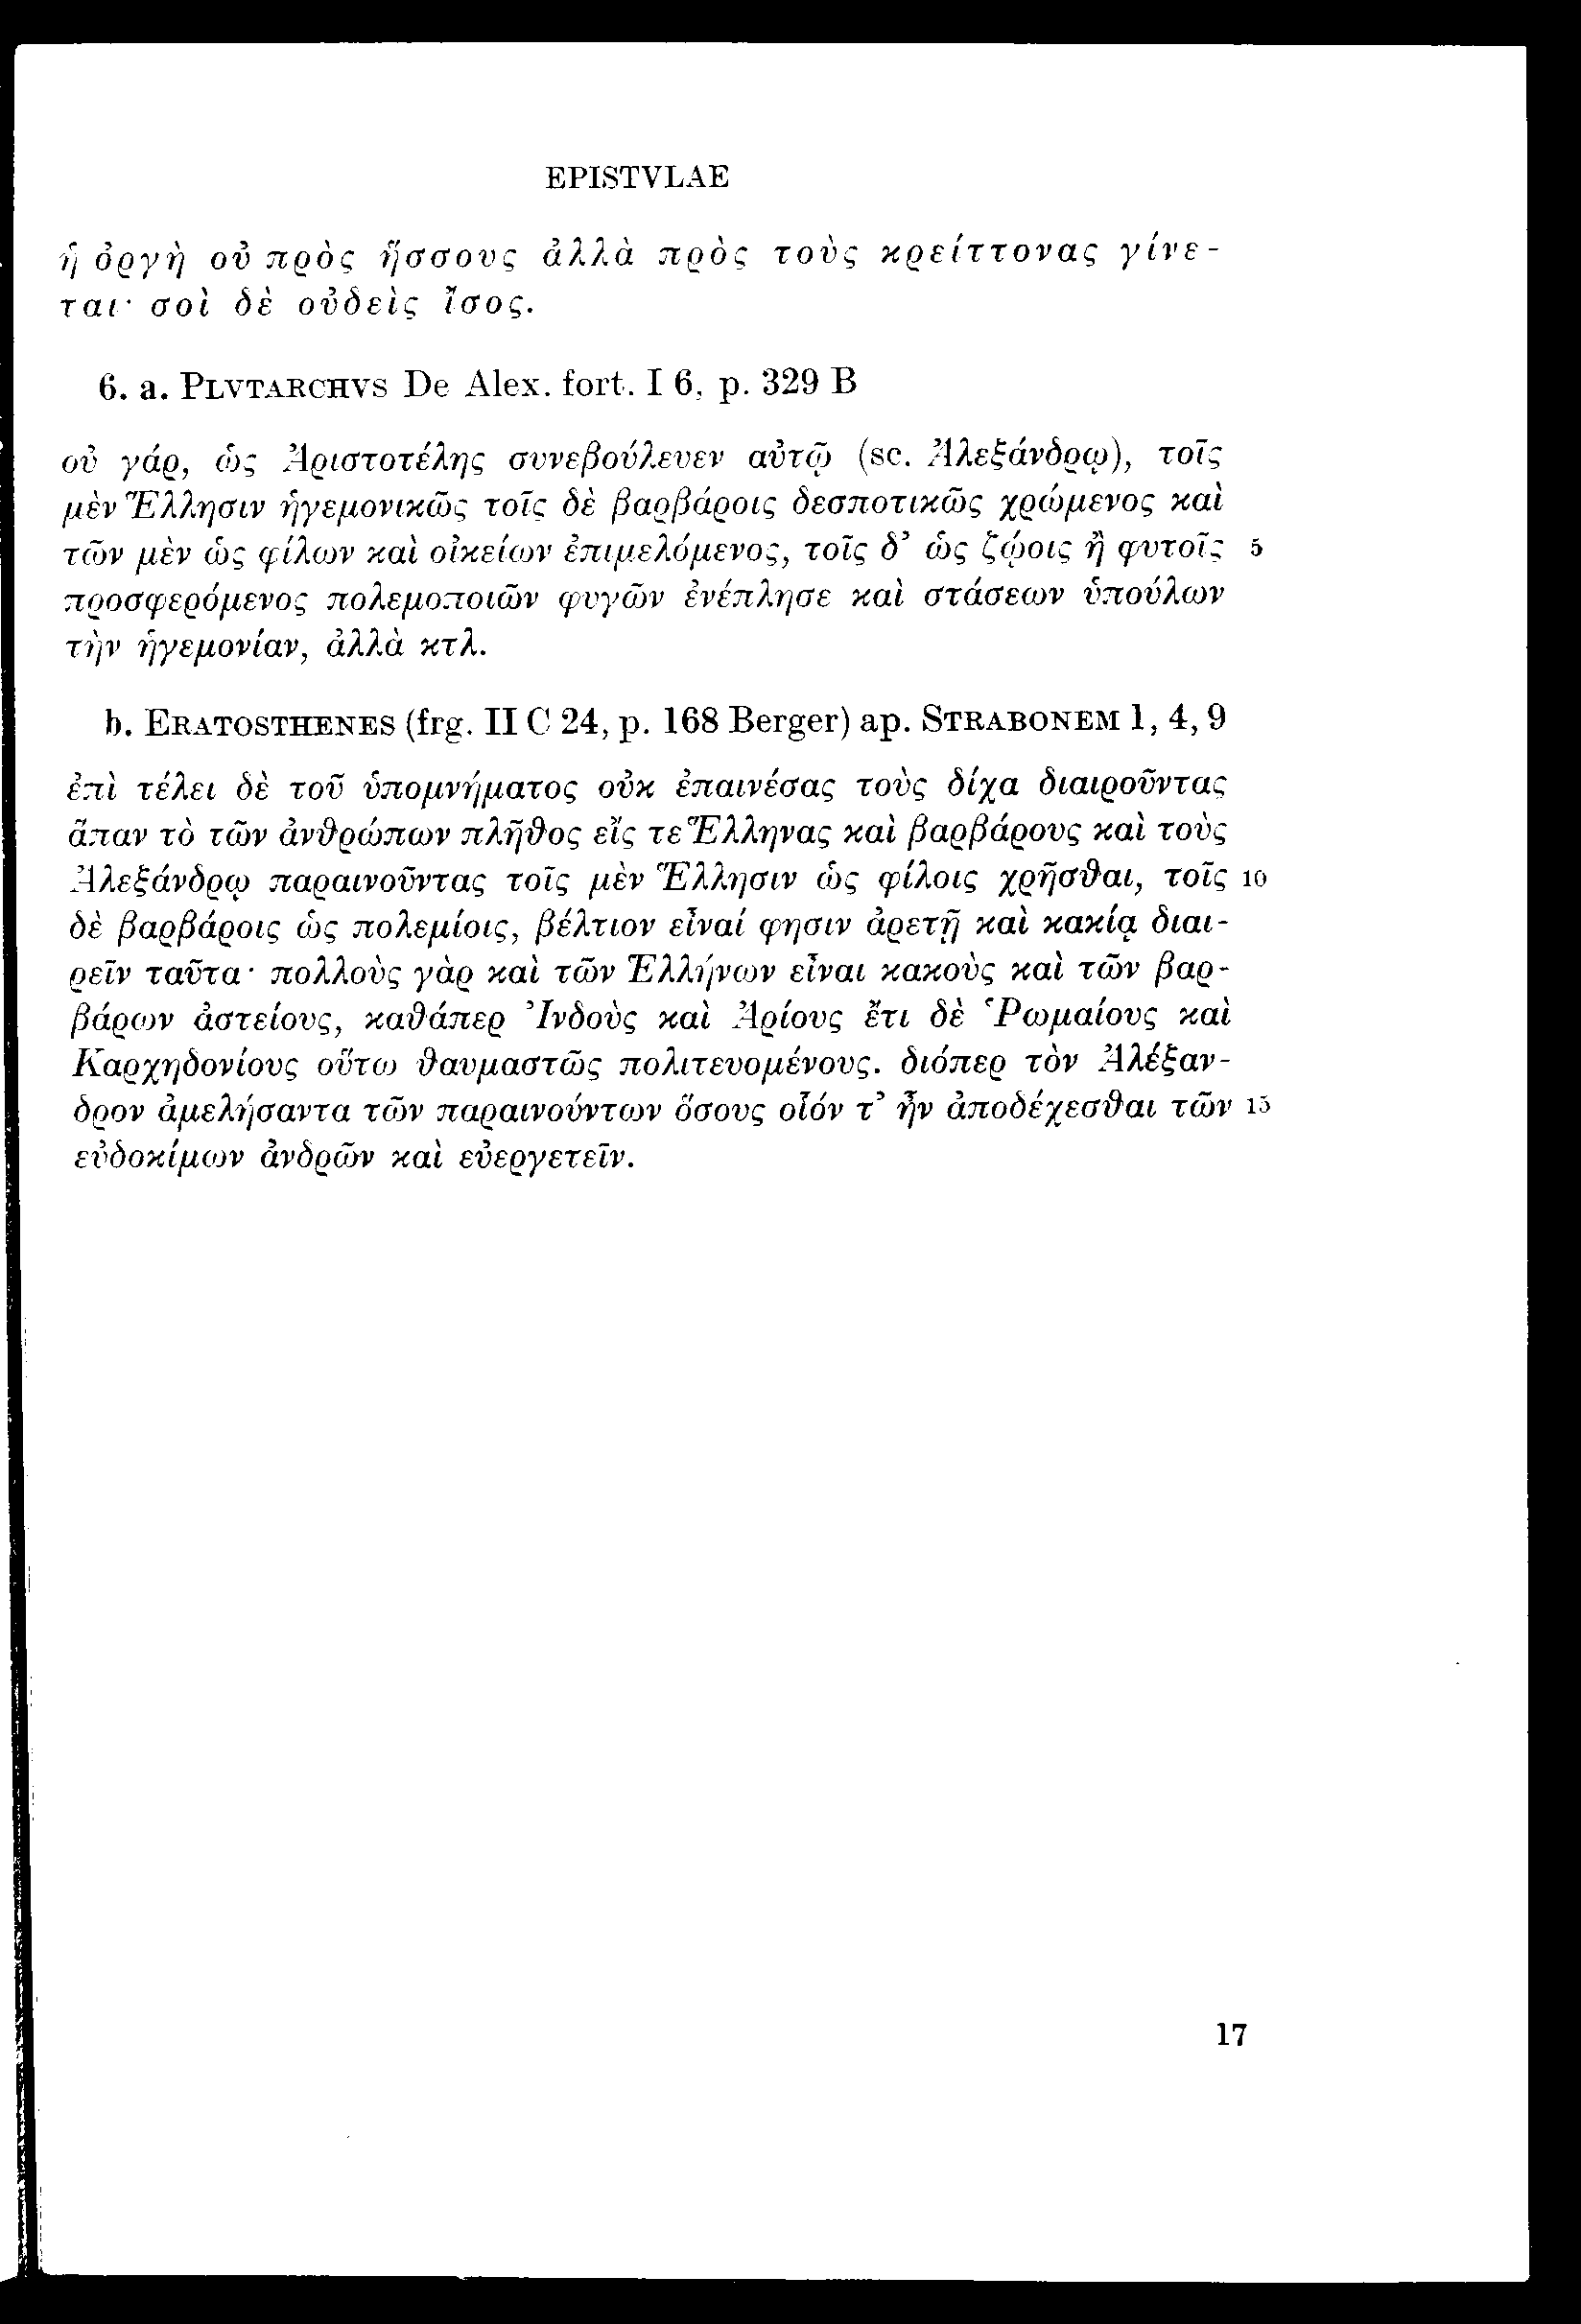 EPISTVLAE
ἡ ὀργὴ οὐ πρὸς ἥσσους ἀλλὰ πρὸς τοὺς κρείττονας γίνε-
ται· σοὶ δὲ οὐδεὶς ἴσος.
6. a. PLVTARCHVS De Alex. fort. I 6, p. 329 B
οὐ γάρ, ὡς Ἀριστοτέλης συνεβούλευεν αὐτῷ (sc. Ἀλεξάνδρῳ), τοῖς
μὲν Ἕλλησιν ἡγεμονικῶς τοῖς δὲ βαρβάροις δεσποτικῶς χρώμενος καὶ
τῶν μὲν ὡς φίλων καὶ οἰκείων ἐπιμελόμενος, τοῖς δ’ ὡς ζῴοις ἢ φυτοῖς 5
προσφερόμενος πολεμοποιῶν φυγῶν ἐνέπλησε καὶ στάσεων ὑπούλων
τὴν ἡγεμονίαν, ἀλλὰ κτλ.
b. ERATOSTHENES (frg. II C 24, p. 168 Berger) ap. STRABONEM 1, 4, 9
ἐπὶ τέλει δὲ τοῦ ὑπομνήματος οὐκ ἐπαινέσας τοὺς δίχα διαιροῦντας
ἅπαν τὸ τῶν ἀνθρώπων πλῆθος εἴς τε Ἕλληνας καὶ βαρβάρους καὶ τοὺς
Ἀλεξάνδρῳ παραινοῦντας τοῖς μὲν Ἕλλησιν ὡς φίλοις χρῆσθαι, τοῖς 10
δὲ βαρβάροις ὡς πολεμίοις, βέλτιον εἶναί φησιν ἀρετῇ καὶ κακίᾳ διαι-
ρεῖν ταῦτα· πολλοὺς γὰρ καὶ τῶν Ἑλλήνων εἶναι κακοὺς καὶ τῶν βαρ-
βάρων ἀστείους, καθάπερ Ἰνδοὺς καὶ Ἀρίους ἔτι δὲ Ῥωμαίους καὶ
Καρχηδονίους οὕτω θαυμαστῶς πολιτευομένους. διόπερ τὸν Ἀλέξαν-
δρον ἀμελήσαντα τῶν παραινούντων ὅσους οἷόν τ’ ἦν ἀποδέχεσθαι τῶν 15
εὐδοκίμων ἀνδρῶν καὶ εὐεργετεῖν.
17